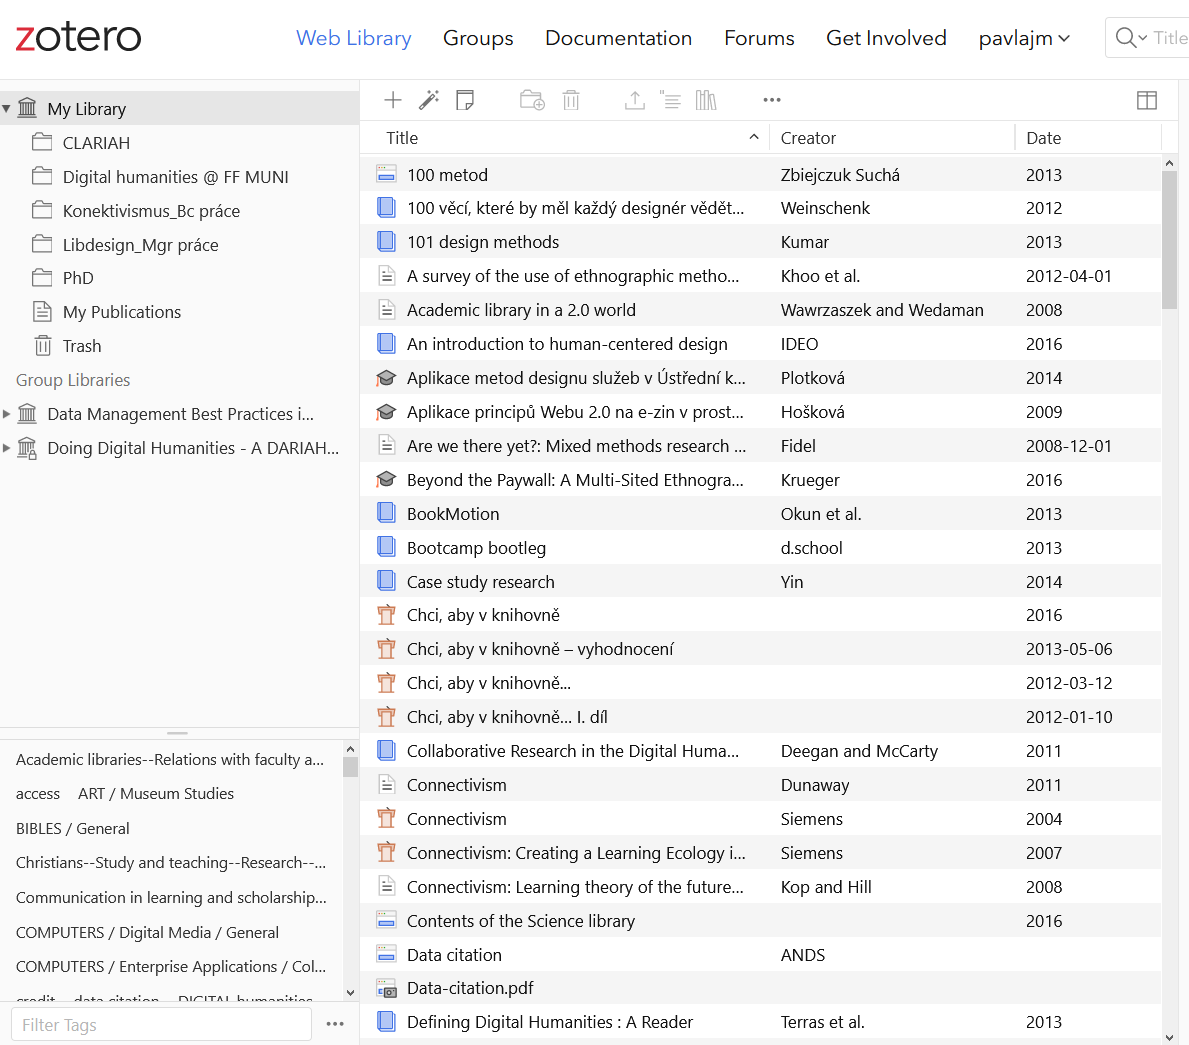 zotero
Web Library Groups Documentation Forums Get Involved pavlajm Title
My Library
CLARIAH
Digital humanities @ FF MUNI
Konektivismus_Bc práce
Libdesign_Mgr práce
PhD
My Publications
Trash
Group Libraries
Data Management Best Practices i...
Doing Digital Humanities - A DARIAH...
Academic libraries--Relations with faculty a...
access ART / Museum Studies
BIBLES / General
Christians--Study and teaching--Research--...
Communication in learning and scholarship...
COMPUTERS / Digital Media / General
COMPUTERS / Enterprise Applications / Col...
credit data citation DIGITAL humanities
Filter Tags
Title Creator Date
100 metod Zbiejczuk Suchá 2013
100 věcí, které by měl každý designér vědět... Weinschenk 2012
101 design methods Kumar 2013
A survey of the use of ethnographic metho... Khoo et al. 2012-04-01
Academic library in a 2.0 world Wawrzaszek and Wedaman 2008
An introduction to human-centered design IDEO 2016
Aplikace metod designu služeb v Ústřední k... Plotková 2014
Aplikace principů Webu 2.0 na e-zin v prost... Hošková 2009
Are we there yet?: Mixed methods research ... Fidel 2008-12-01
Beyond the Paywall: A Multi-Sited Ethnogra... Krueger 2016
BookMotion Okun et al. 2013
Bootcamp bootleg d.school 2013
Case study research Yin 2014
Chci, aby v knihovně 2016
Chci, aby v knihovně – vyhodnocení 2013-05-06
Chci, aby v knihovně... 2012-03-12
Chci, aby v knihovně... I. díl 2012-01-10
Collaborative Research in the Digital Huma... Deegan and McCarty 2011
Connectivism Dunaway 2011
Connectivism Siemens 2004
Connectivism: Creating a Learning Ecology i... Siemens 2007
Connectivism: Learning theory of the future... Kop and Hill 2008
Contents of the Science library 2016
Data citation ANDS
Data-citation.pdf
Defining Digital Humanities : A Reader Terras et al. 2013